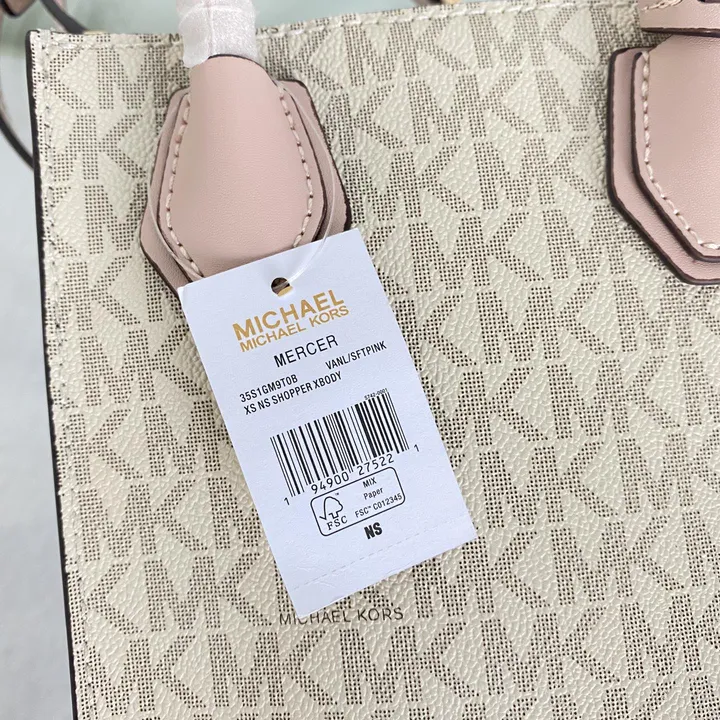 MICHAEL
MICHAEL KORS
MERCER
35S1GM9T0B VANL/SFTPINK
XS NS SHOPPER XBODY
1 94900 27522 1
FSC™
MIX
Paper
FSC® C012345
NS
MICHAEL KORS